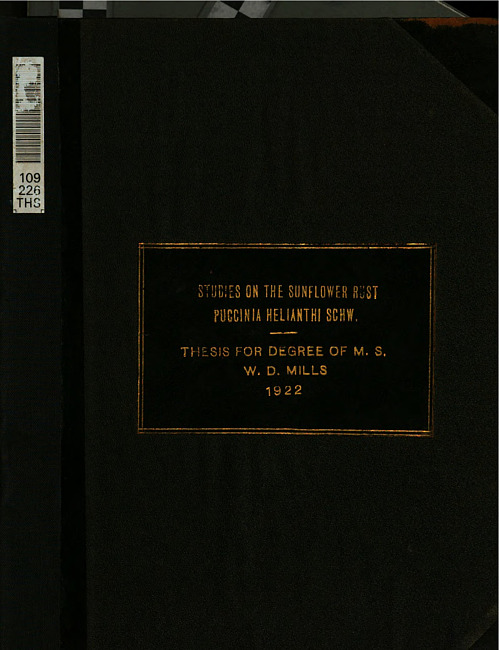 109
226
THS
STUDIES ON THE SUNFLOWER RUST
PUCCINIA HELIANTHI SCHW.
THESIS FOR DEGREE OF M. S.
W. D. MILLS
1922